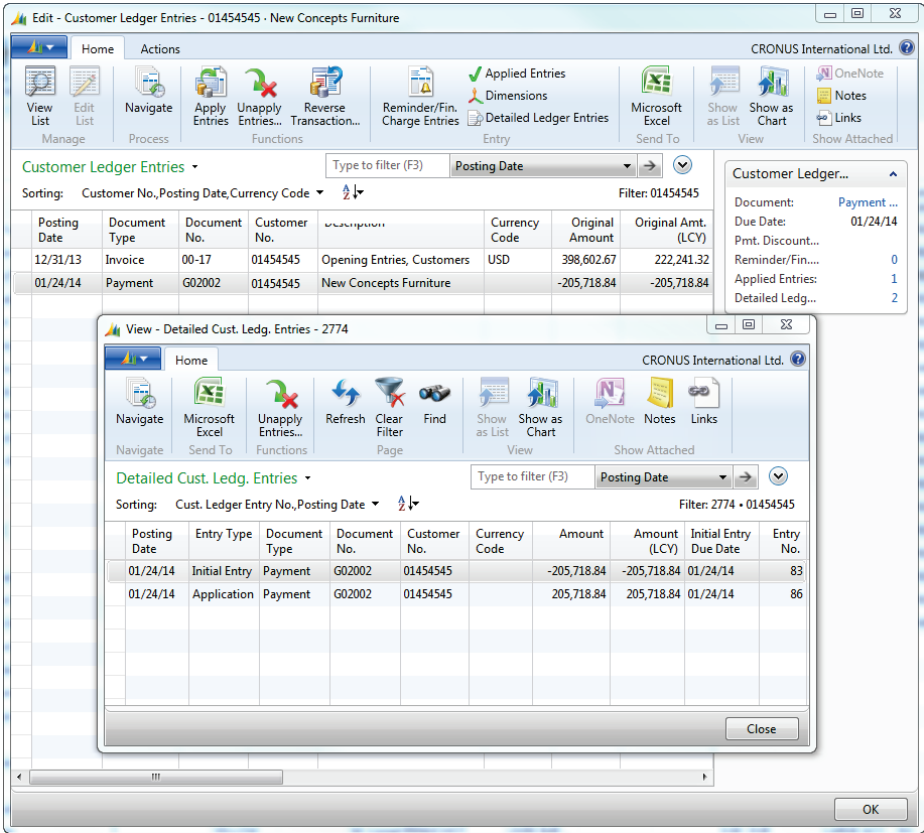 Edit - Customer Ledger Entries - 01454545 · New Concepts Furniture
Home Actions CRONUS International Ltd.
View List
Edit List
Manage
Navigate
Process
Apply Entries
Unapply Entries...
Reverse Transaction...
Functions
Reminder/Fin. Charge Entries
Applied Entries
Dimensions
Detailed Ledger Entries
Entry
Microsoft Excel
Send To
Show as List
Show as Chart
View
OneNote
Notes
Links
Show Attached
Customer Ledger Entries Type to filter (F3) Posting Date
Sorting: Customer No.,Posting Date,Currency Code Filter: 01454545
Posting Date Document Type Document No. Customer No. Currency Code Original Amount Original Amt. (LCY)
12/31/13 Invoice 00-17 01454545 Opening Entries, Customers USD 398,602.67 222,241.32
01/24/14 Payment G02002 01454545 New Concepts Furniture -205,718.84 -205,718.84
Customer Ledger...
Document: Payment ...
Due Date: 01/24/14
Pmt. Discount...
Reminder/Fin.... 0
Applied Entries: 1
Detailed Ledg... 2
View - Detailed Cust. Ledg. Entries - 2774
Home CRONUS International Ltd.
Navigate
Navigate
Microsoft Excel
Send To
Unapply Entries...
Functions
Refresh
Clear Filter
Find
Page
Show as List
Show as Chart
View
OneNote
Notes
Links
Show Attached
Detailed Cust. Ledg. Entries Type to filter (F3) Posting Date
Sorting: Cust. Ledger Entry No.,Posting Date Filter: 2774 • 01454545
Posting Date Entry Type Document Type Document No. Customer No. Currency Code Amount Amount (LCY) Initial Entry Due Date Entry No.
01/24/14 Initial Entry Payment G02002 01454545 -205,718.84 -205,718.84 01/24/14 83
01/24/14 Application Payment G02002 01454545 205,718.84 205,718.84 01/24/14 86
Close
OK